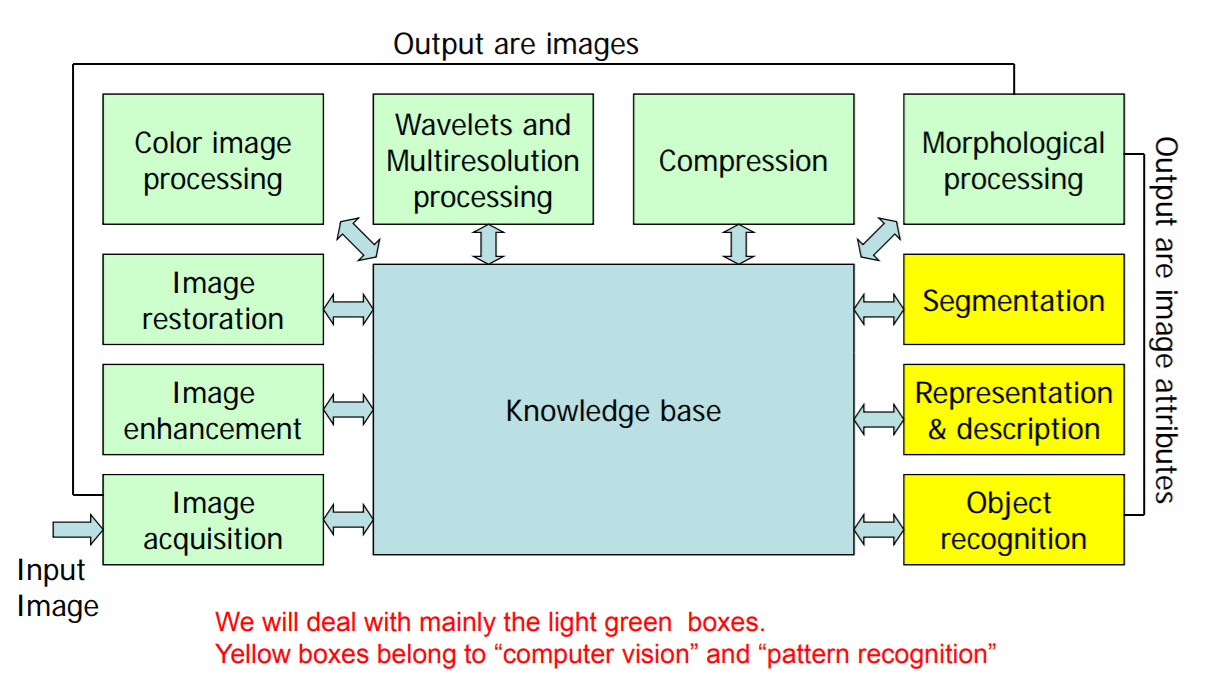 Output are images
Color image
processing
Wavelets and
Multiresolution
processing
Compression
Morphological
processing
Output are image attributes
Image
restoration
Segmentation
Image
enhancement
Knowledge base
Representation
& description
Image
acquisition
Object
recognition
Input
Image
We will deal with mainly the light green  boxes.
Yellow boxes belong to “computer vision” and “pattern recognition”